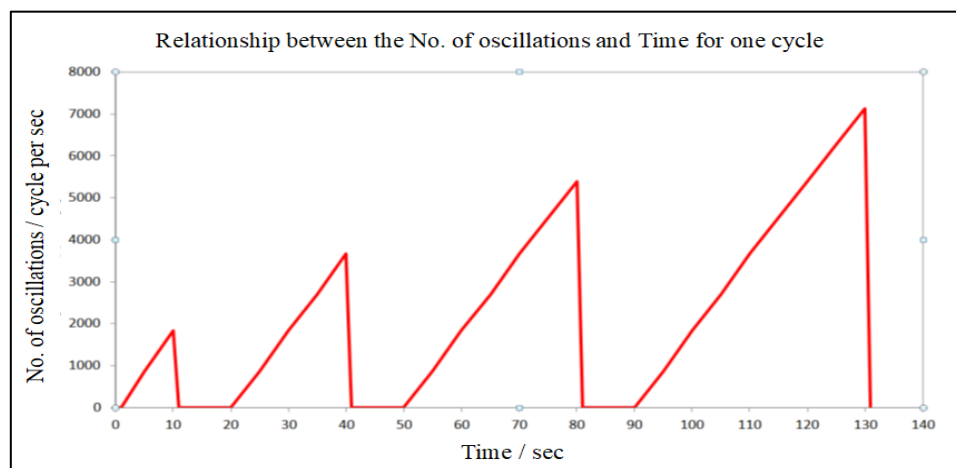 Relationship between the No. of oscillations and Time for one cycle
8000
7000
6000
5000
4000
3000
2000
1000
0
No. of oscillations / cycle per sec
0 10 20 30 40 50 60 70 80 90 100 110 120 130 140
Time / sec